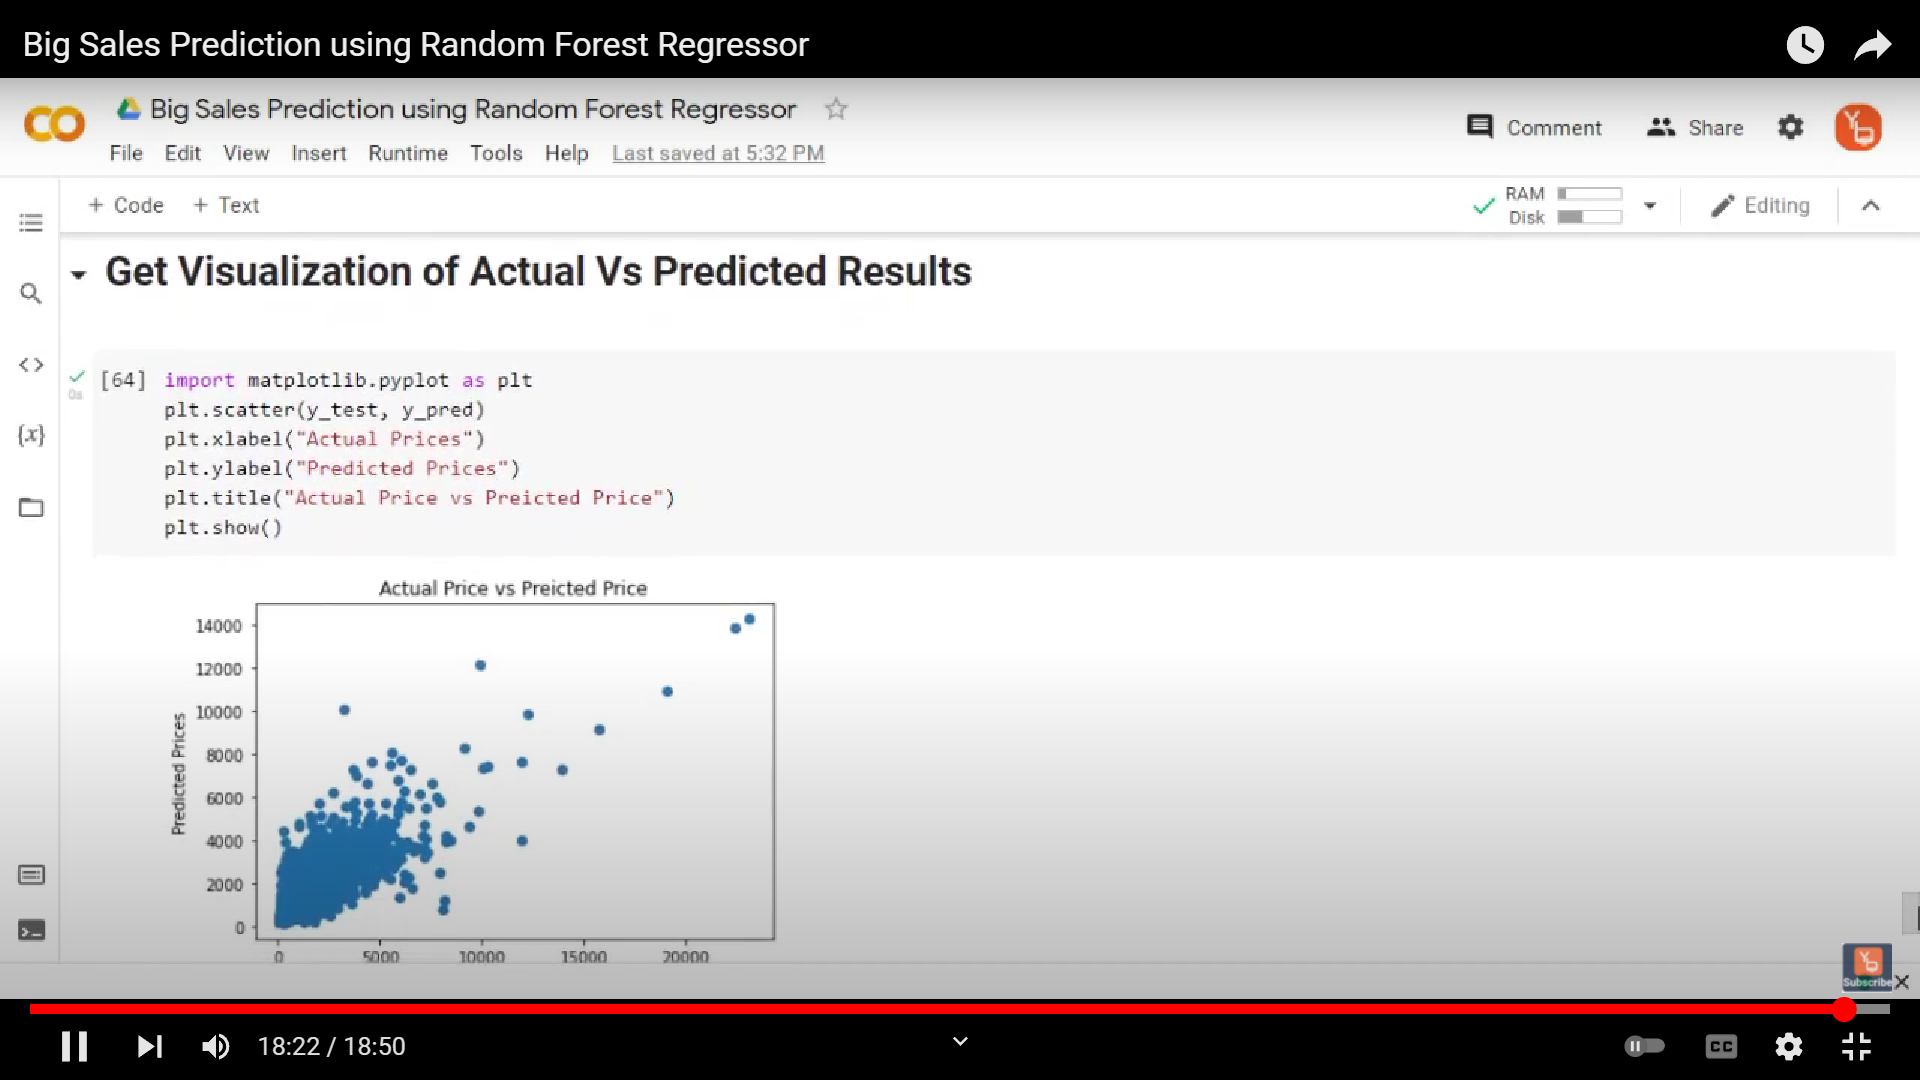 Big Sales Prediction using Random Forest Regressor
Big Sales Prediction using Random Forest Regressor
Comment
Share
File Edit View Insert Runtime Tools Help Last saved at 5:32 PM
+ Code + Text
RAM
Disk
Editing
Get Visualization of Actual Vs Predicted Results
0s
[64] import matplotlib.pyplot as plt
plt.scatter(y_test, y_pred)
plt.xlabel("Actual Prices")
plt.ylabel("Predicted Prices")
plt.title("Actual Price vs Preicted Price")
plt.show()
Actual Price vs Preicted Price
14000
12000
10000
8000
6000
4000
2000
0
Predicted Prices
0 5000 10000 15000 20000
Subscribe
18:22 / 18:50
CC